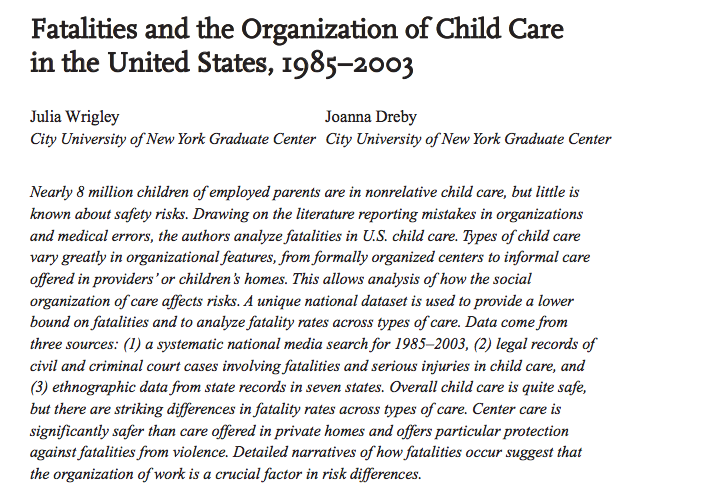 Fatalities and the Organization of Child Care
in the United States, 1985–2003
Julia Wrigley Joanna Dreby
City University of New York Graduate Center City University of New York Graduate Center
Nearly 8 million children of employed parents are in nonrelative child care, but little is
known about safety risks. Drawing on the literature reporting mistakes in organizations
and medical errors, the authors analyze fatalities in U.S. child care. Types of child care
vary greatly in organizational features, from formally organized centers to informal care
offered in providers' or children's homes. This allows analysis of how the social
organization of care affects risks. A unique national dataset is used to provide a lower
bound on fatalities and to analyze fatality rates across types of care. Data come from
three sources: (1) a systematic national media search for 1985–2003, (2) legal records of
civil and criminal court cases involving fatalities and serious injuries in child care, and
(3) ethnographic data from state records in seven states. Overall child care is quite safe,
but there are striking differences in fatality rates across types of care. Center care is
significantly safer than care offered in private homes and offers particular protection
against fatalities from violence. Detailed narratives of how fatalities occur suggest that
the organization of work is a crucial factor in risk differences.